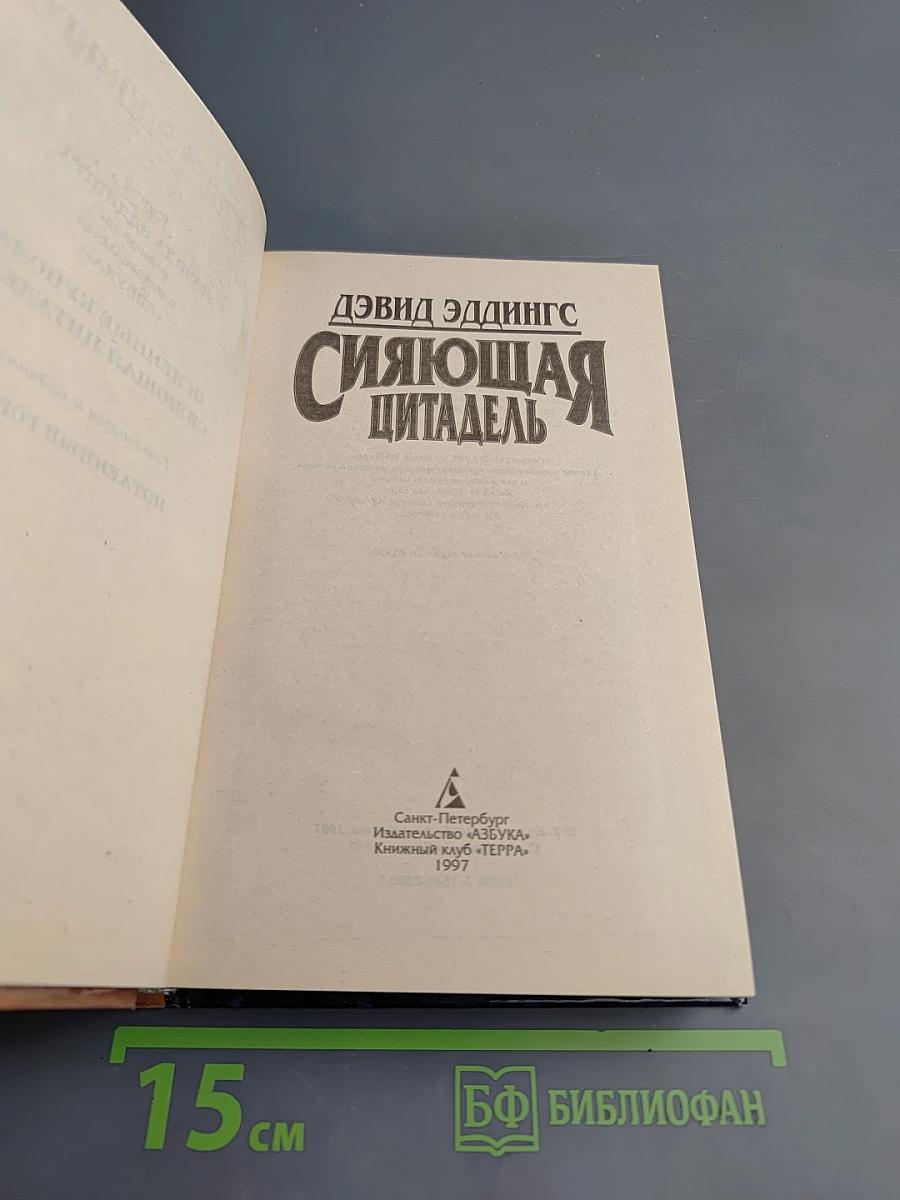 ДЭВИД ЭДДИНГС
СИЯЮЩАЯ
ЦИТАДЕЛЬ
Санкт-Петербург
Издательство «АЗБУКА»
Книжный клуб «ТЕРРА»
1997
15 см
БФ БИБЛИОФАН